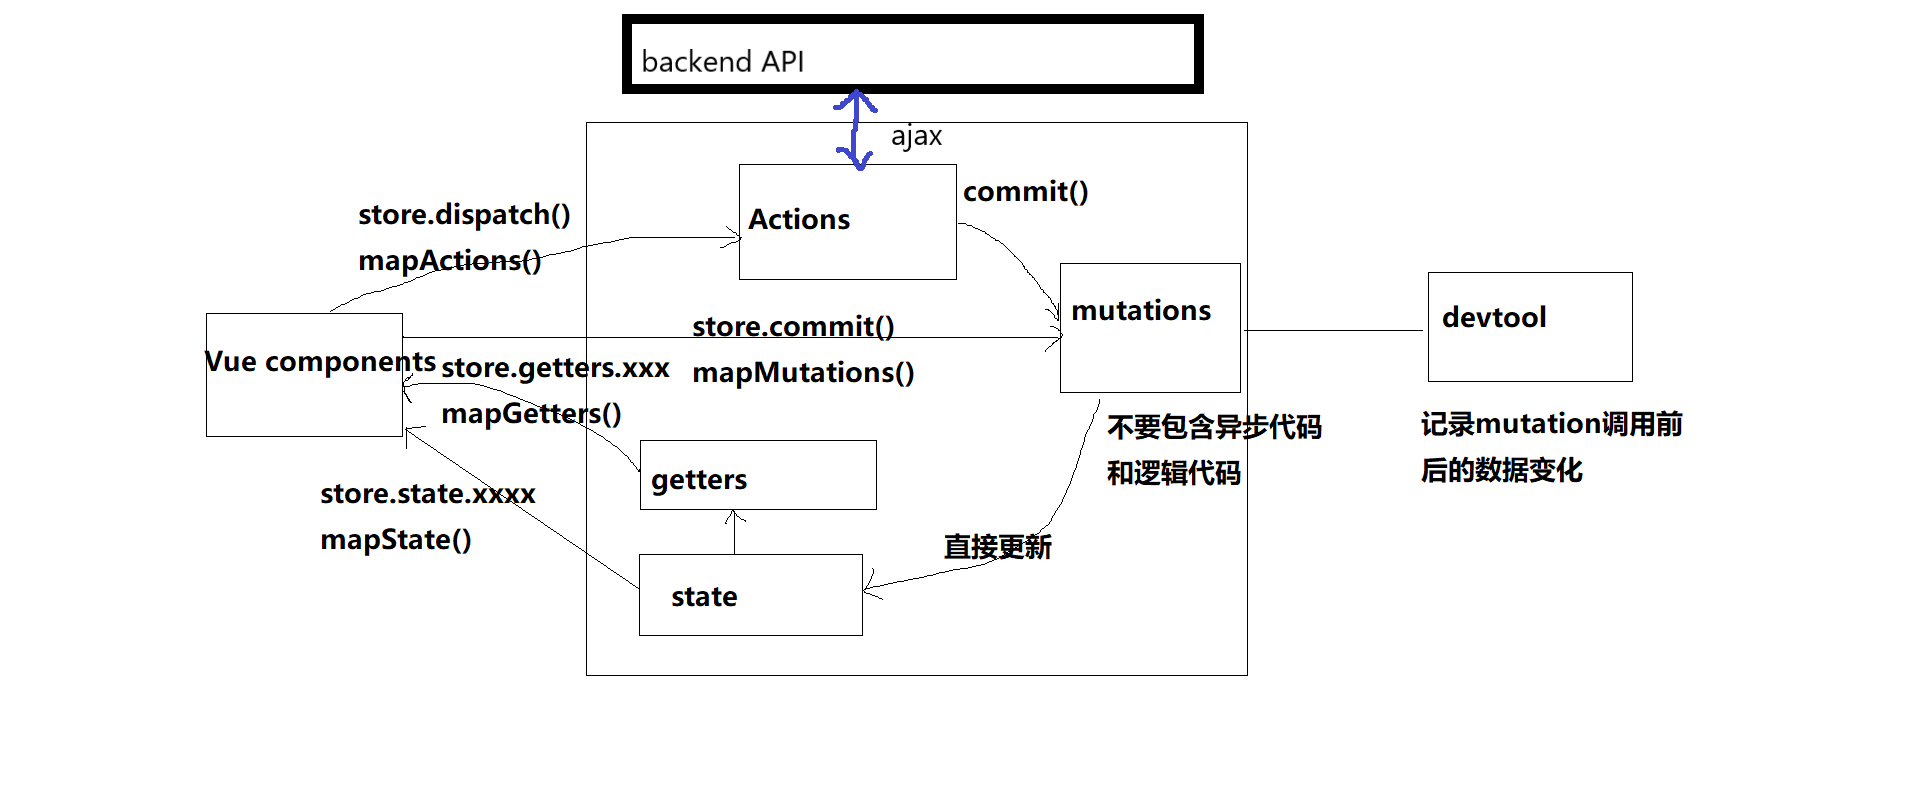 backend API
ajax
commit()
store.dispatch()
Actions
mapActions()
mutations
devtool
store.commit()
Vue components
store.getters.xxx
mapMutations()
mapGetters()
不要包含异步代码
和逻辑代码
记录mutation调用前
后的数据变化
getters
store.state.xxxx
mapState()
直接更新
state